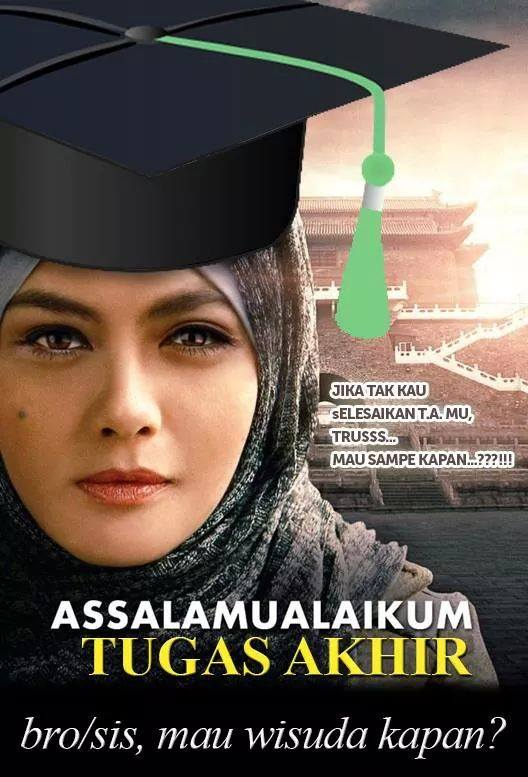 JIKA TAK KAU
sELESAIKAN T.A. MU,
TRUSSS...
MAU SAMPE KAPAN...???!!!
ASSALAMUALAIKUM
TUGAS AKHIR
bro/sis, mau wisuda kapan?